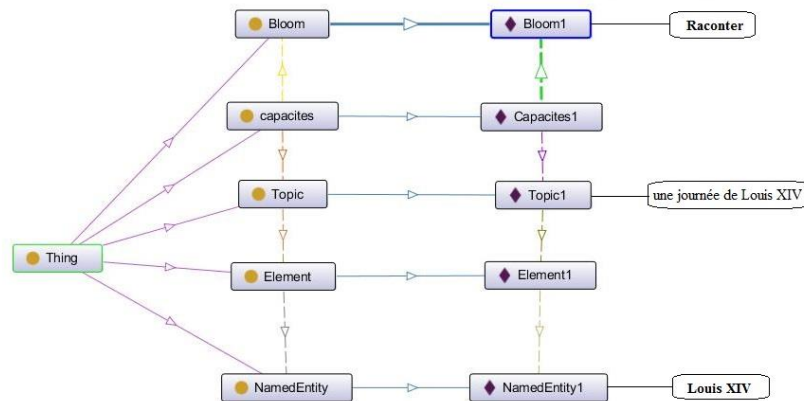 Bloom
Bloom1
Raconter
capacites
Capacites1
Topic
Topic1
une journée de Louis XIV
Thing
Element
Element1
NamedEntity
NamedEntity1
Louis XIV